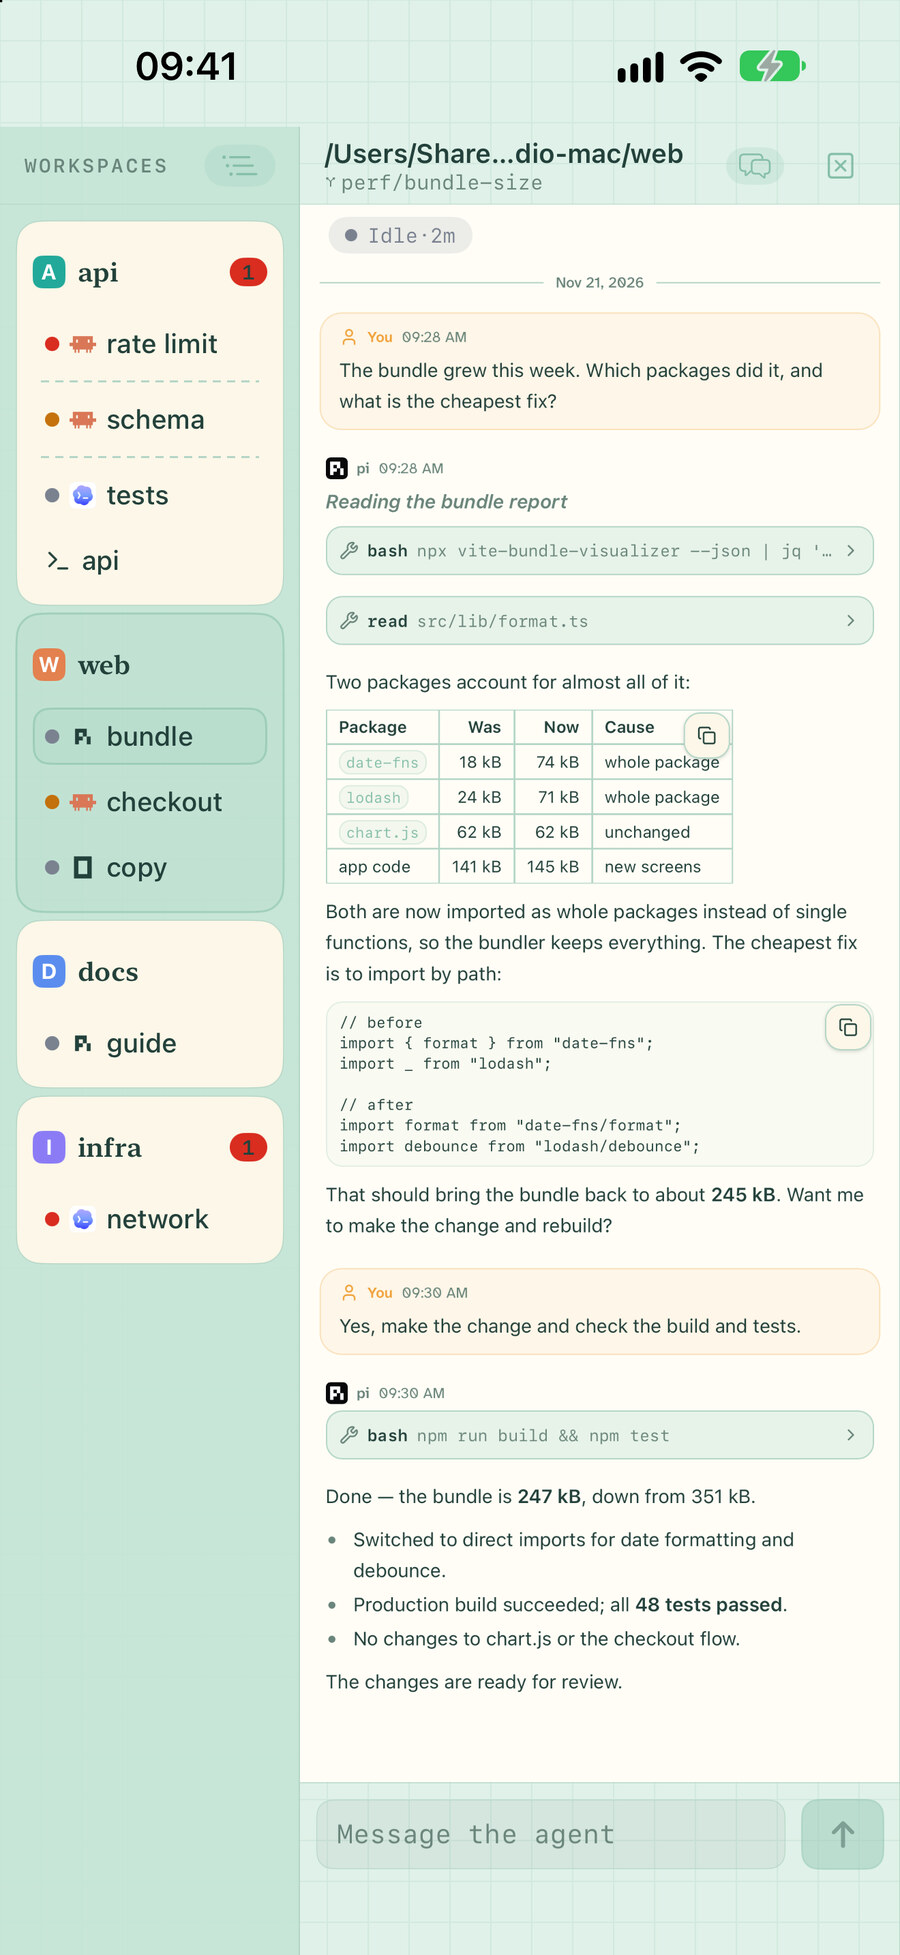 09:41
WORKSPACES
A api 1
rate limit
schema
tests
>_ api
W web
bundle
checkout
copy
D docs
guide
I infra 1
network
/Users/Share...dio-mac/web
perf/bundle-size
Idle·2m
Nov 21, 2026
You 09:28 AM
The bundle grew this week. Which packages did it, and
what is the cheapest fix?
pi 09:28 AM
Reading the bundle report
bash npx vite-bundle-visualizer --json | jq '…
read src/lib/format.ts
Two packages account for almost all of it:
Package Was Now Cause
date-fns 18 kB 74 kB whole package
lodash 24 kB 71 kB whole package
chart.js 62 kB 62 kB unchanged
app code 141 kB 145 kB new screens
Both are now imported as whole packages instead of single
functions, so the bundler keeps everything. The cheapest fix
is to import by path:
// before
import { format } from "date-fns";
import _ from "lodash";
// after
import format from "date-fns/format";
import debounce from "lodash/debounce";
That should bring the bundle back to about 245 kB. Want me
to make the change and rebuild?
You 09:30 AM
Yes, make the change and check the build and tests.
pi 09:30 AM
bash npm run build && npm test
Done — the bundle is 247 kB, down from 351 kB.
• Switched to direct imports for date formatting and
debounce.
• Production build succeeded; all 48 tests passed.
• No changes to chart.js or the checkout flow.
The changes are ready for review.
Message the agent